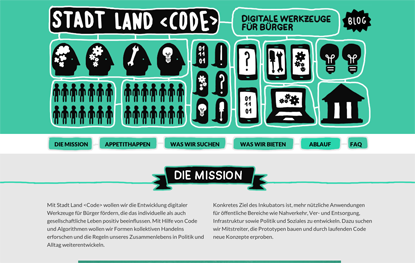 STADT LAND <CODE>
DIGITALE WERKZEUGE
FÜR BÜRGER
BLOG
01
11
01
?
!
?
01
11
01
!
DIE MISSION
APPETITHAPPEN
WAS WIR SUCHEN
WAS WIR BIETEN
ABLAUF
FAQ
DIE MISSION
Mit Stadt Land <Code> wollen wir die Entwicklung digitaler
Werkzeuge für Bürger fördern, die das individuelle als auch
gesellschaftliche Leben positiv beeinflussen. Mit Hilfe von Code
und Algorithmen wollen wir Formen kollektiven Handelns
erforschen und die Regeln unseres Zusammenlebens in Politik und
Alltag weiterentwickeln.
Konkretes Ziel des Inkubators ist, mehr nützliche Anwendungen
für öffentliche Bereiche wie Nahverkehr, Ver- und Entsorgung,
Infrastruktur sowie Politik und Soziales zu entwickeln. Dazu suchen
wir Mitstreiter, die Prototypen bauen und durch laufenden Code
neue Konzepte erproben.